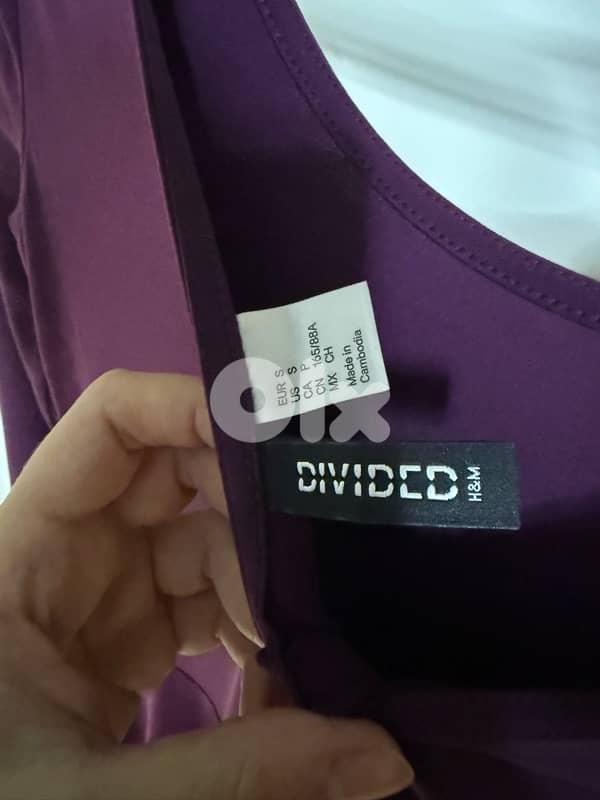 EUR S
US S
CA P
CN 165/88A
MX CH
Made in
Cambodia
olx
DIVIDED
H&M